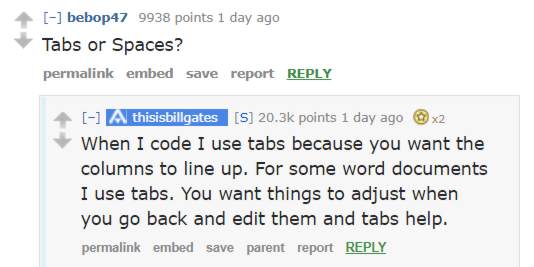 [-] bebop47 9938 points 1 day ago
Tabs or Spaces?
permalink embed save report REPLY
[-] thisisbillgates [S] 20.3k points 1 day ago x2
When I code I use tabs because you want the
columns to line up. For some word documents
I use tabs. You want things to adjust when
you go back and edit them and tabs help.
permalink embed save parent report REPLY